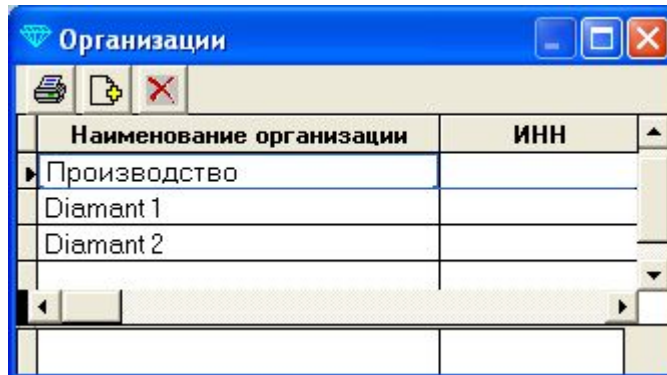 Организации
Наименование организации ИНН
Производство
Diamant 1
Diamant 2